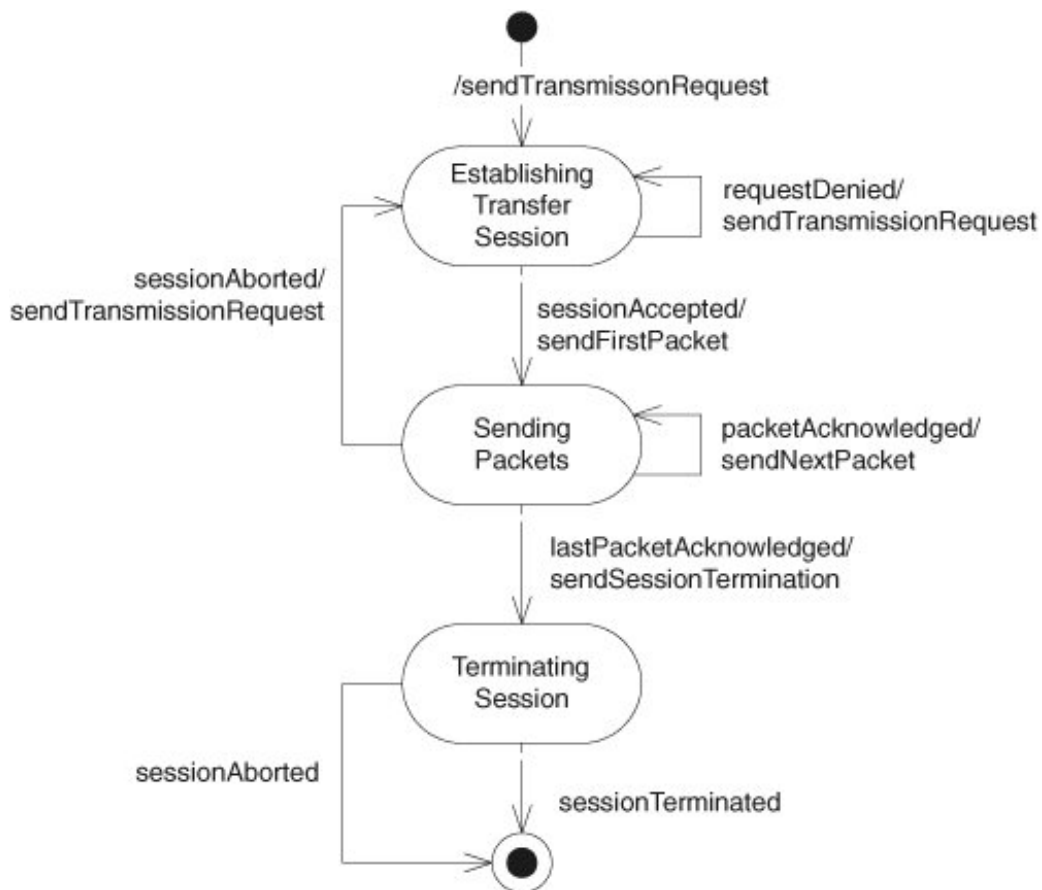 /sendTransmissonRequest
Establishing
Transfer
Session
requestDenied/
sendTransmissionRequest
sessionAborted/
sendTransmissionRequest
sessionAccepted/
sendFirstPacket
Sending
Packets
packetAcknowledged/
sendNextPacket
lastPacketAcknowledged/
sendSessionTermination
Terminating
Session
sessionAborted
sessionTerminated